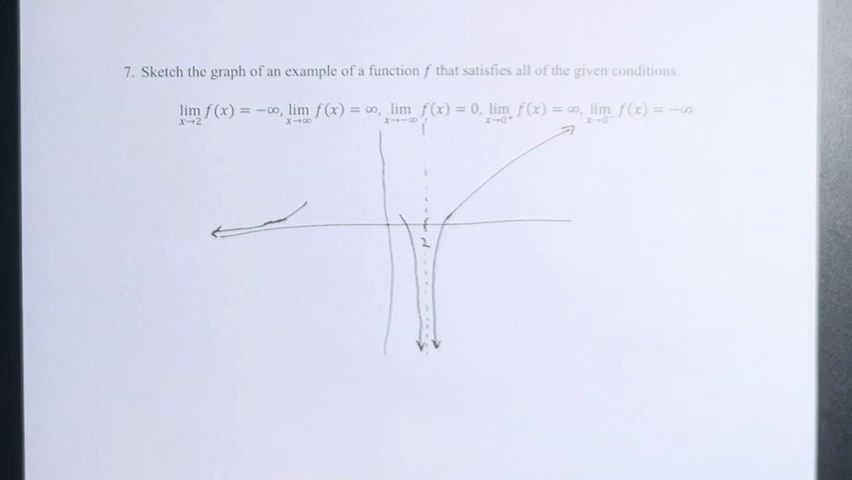 7. Sketch the graph of an example of a function f that satisfies all of the given conditions.
lim x→2 f(x) = −∞, lim x→∞ f(x) = ∞, lim x→−∞ f(x) = 0, lim x→0⁺ f(x) = ∞, lim x→0⁻ f(x) = −∞
2